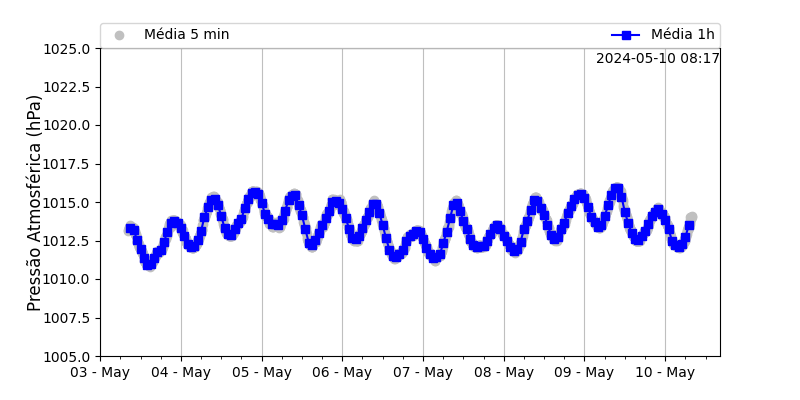 Média 5 min
Média 1h
2024-05-10 08:17
Pressão Atmosférica (hPa)
1025.0
1022.5
1020.0
1017.5
1015.0
1012.5
1010.0
1007.5
1005.0
03 - May
04 - May
05 - May
06 - May
07 - May
08 - May
09 - May
10 - May